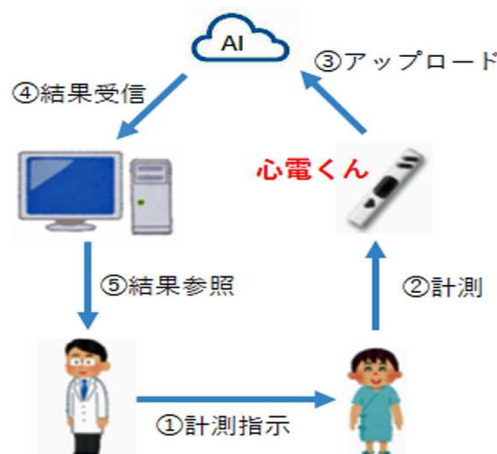 AI
③アップロード
④結果受信
心電くん
⑤結果参照
②計測
①計測指示